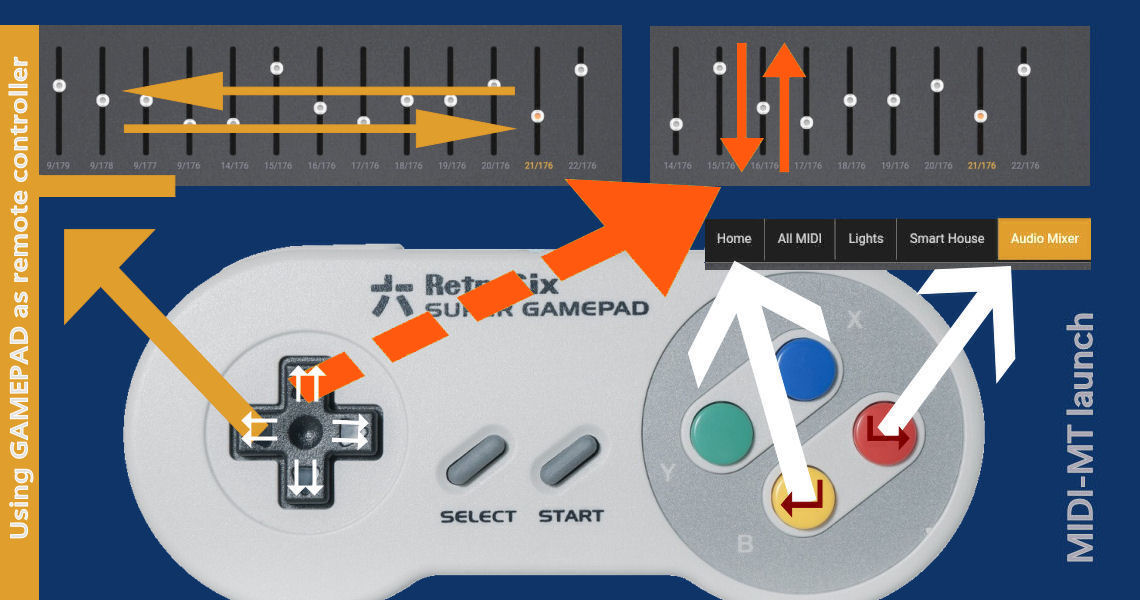 Using GAMEPAD as remote controller
9/179 9/178 9/177 9/176 14/176 15/176 16/176 17/176 18/176 19/176 20/176 21/176 22/176
14/176 15/176 16/176 17/176 18/176 19/176 20/176 21/176 22/176
Home All MIDI Lights Smart House Audio Mixer
SUPER GAMEPAD
X
Y
B
SELECT START
MIDI-MT launch